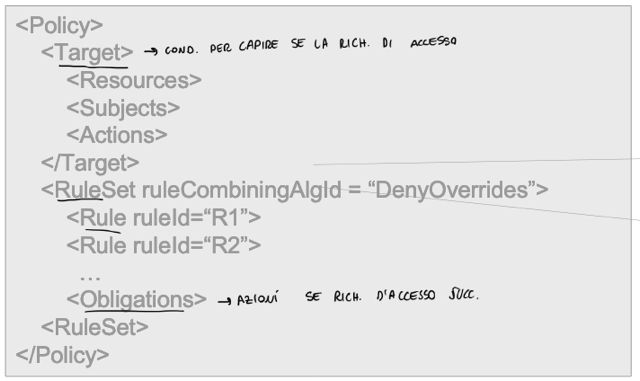 <Policy>
<Target> → COND. PER CAPIRE SE LA RICH. DI ACCESSO
<Resources>
<Subjects>
<Actions>
</Target>
<RuleSet ruleCombiningAlgId = “DenyOverrides”>
<Rule ruleId=“R1”>
<Rule ruleId=“R2”>
...
<Obligations> → AZIONI SE RICH. D'ACCESSO SUCC.
<RuleSet>
</Policy>